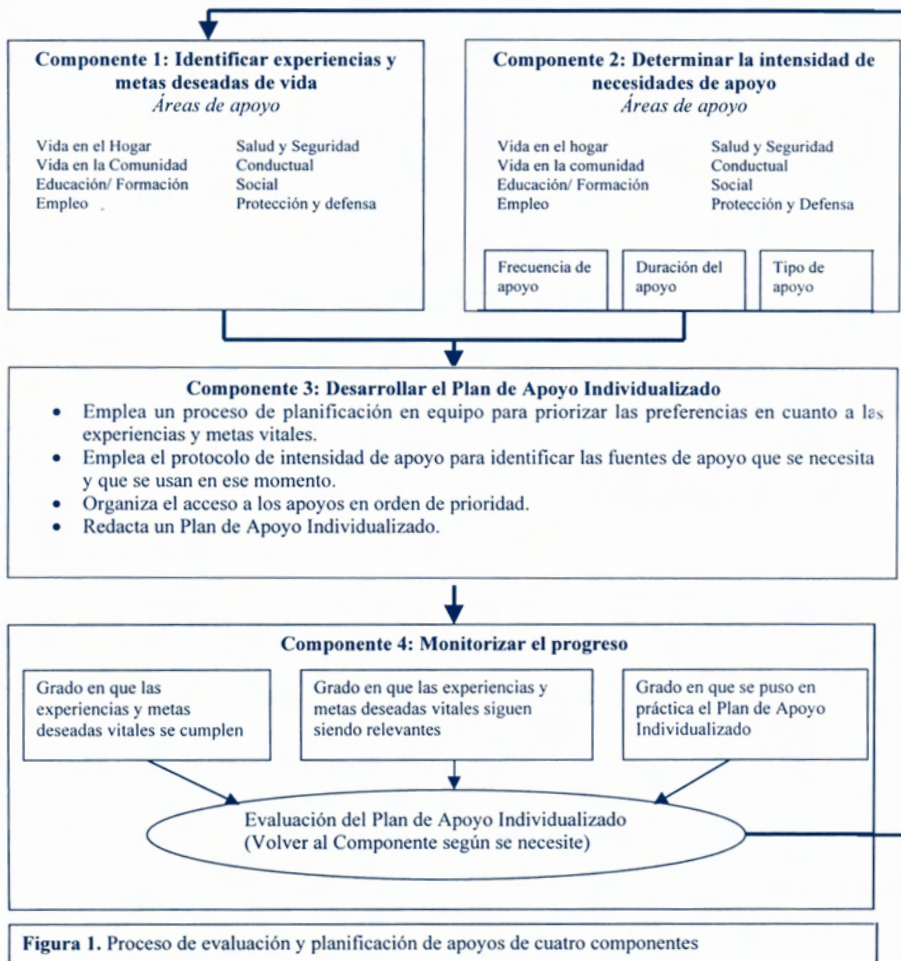 Componente 1: Identificar experiencias y
metas deseadas de vida
Áreas de apoyo
Vida en el Hogar
Vida en la Comunidad
Educación/ Formación
Empleo
Salud y Seguridad
Conductual
Social
Protección y defensa
Componente 2: Determinar la intensidad de
necesidades de apoyo
Áreas de apoyo
Vida en el hogar
Vida en la comunidad
Educación/ Formación
Empleo
Salud y Seguridad
Conductual
Social
Protección y Defensa
Frecuencia de
apoyo
Duración del
apoyo
Tipo de
apoyo
Componente 3: Desarrollar el Plan de Apoyo Individualizado
• Emplea un proceso de planificación en equipo para priorizar las preferencias en cuanto a las
experiencias y metas vitales.
• Emplea el protocolo de intensidad de apoyo para identificar las fuentes de apoyo que se necesita
y que se usan en ese momento.
• Organiza el acceso a los apoyos en orden de prioridad.
• Redacta un Plan de Apoyo Individualizado.
Componente 4: Monitorizar el progreso
Grado en que las
experiencias y metas
deseadas vitales se cumplen
Grado en que las experiencias y
metas deseadas vitales siguen
siendo relevantes
Grado en que se puso en
práctica el Plan de Apoyo
Individualizado
Evaluación del Plan de Apoyo Individualizado
(Volver al Componente según se necesite)
Figura 1. Proceso de evaluación y planificación de apoyos de cuatro componentes